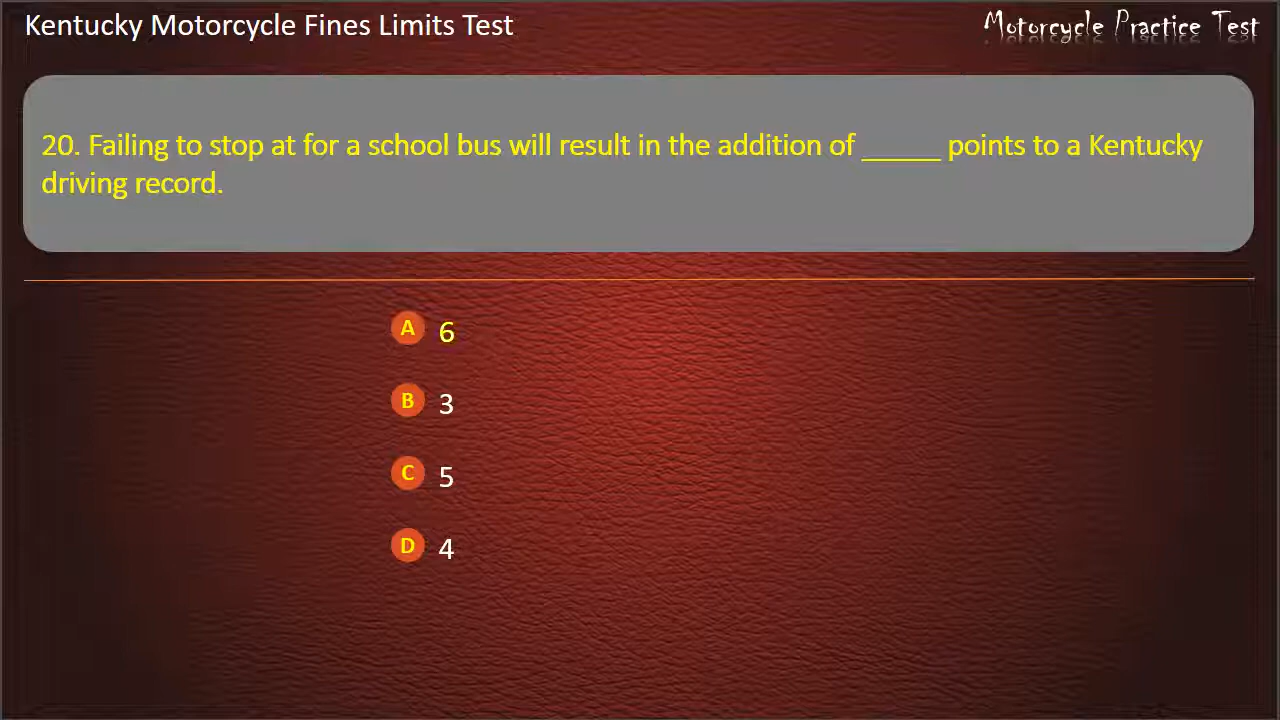 Kentucky Motorcycle Fines Limits Test
Motorcycle Practice Test
20. Failing to stop at for a school bus will result in the addition of _____ points to a Kentucky
driving record.
A 6
B 3
C 5
D 4